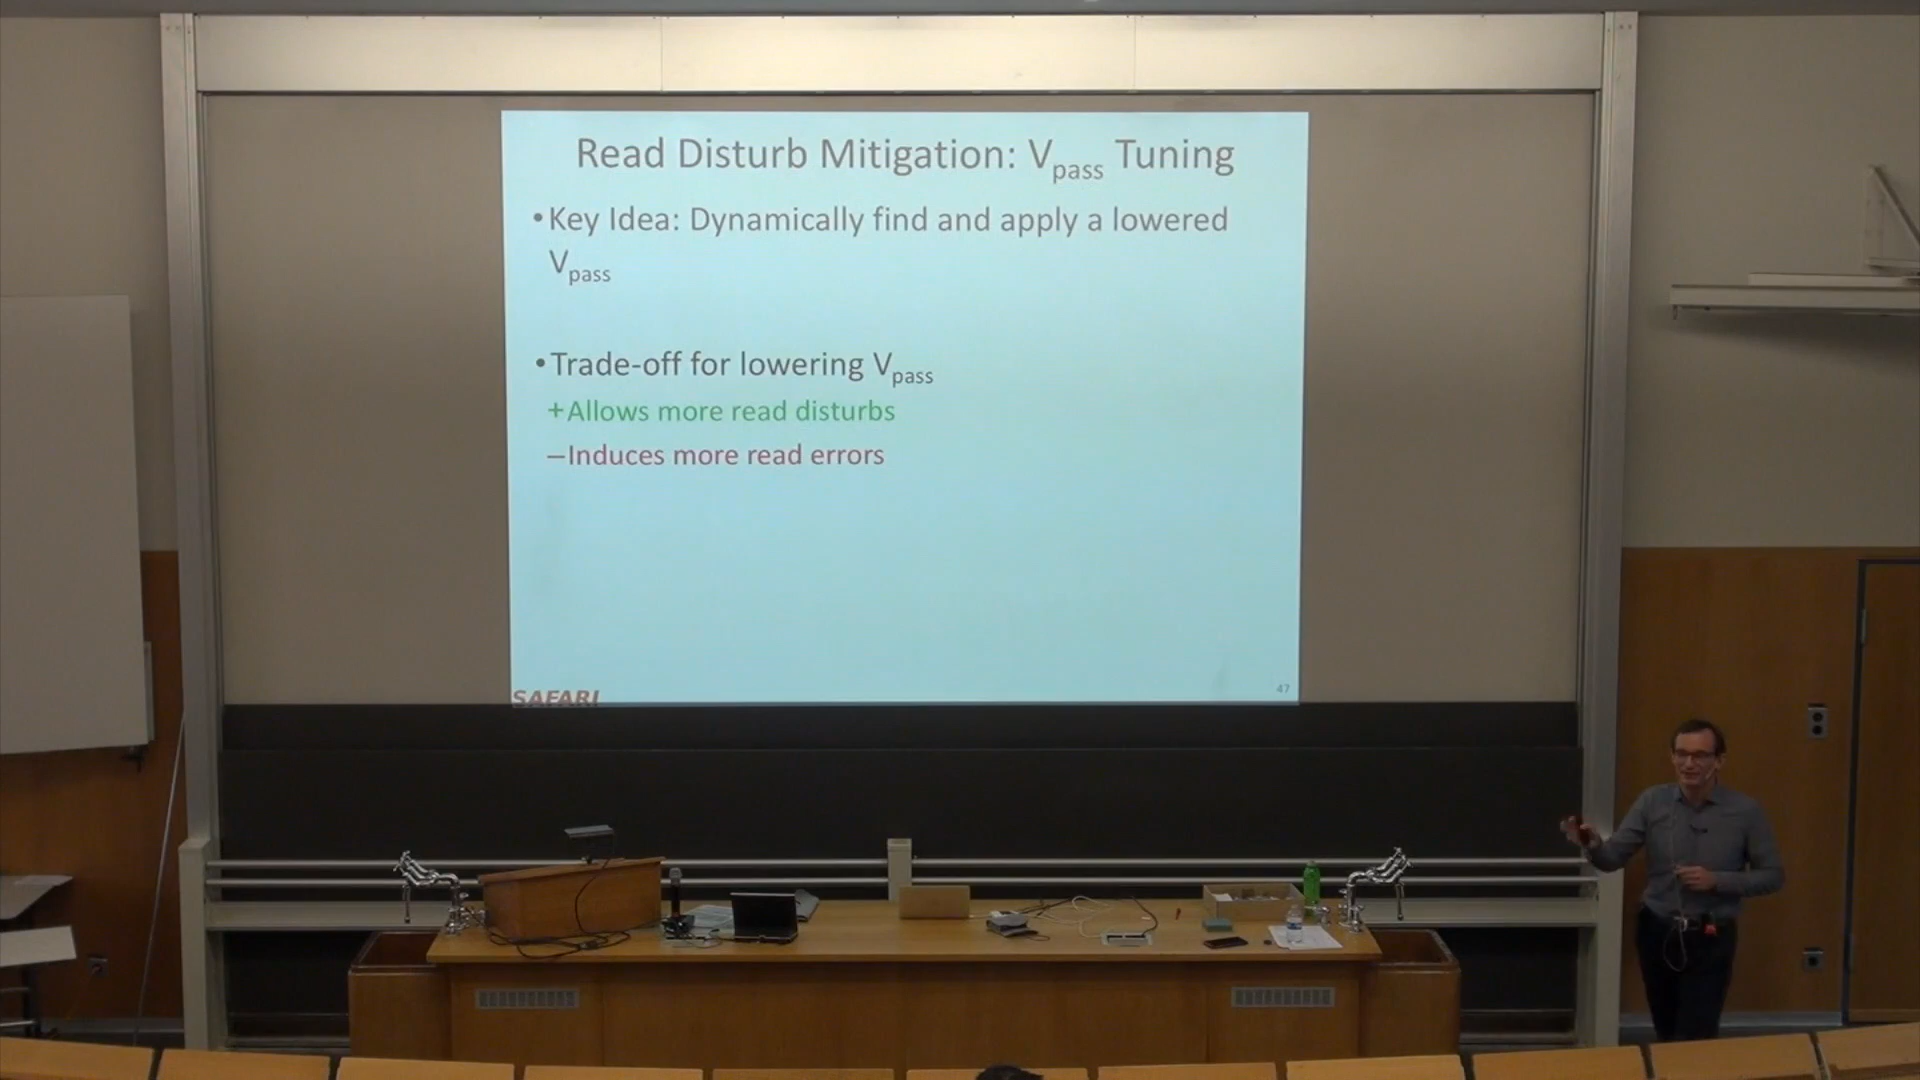 Read Disturb Mitigation: Vpass Tuning
•Key Idea: Dynamically find and apply a lowered
Vpass
•Trade-off for lowering Vpass
+Allows more read disturbs
–Induces more read errors
SAFARI
47